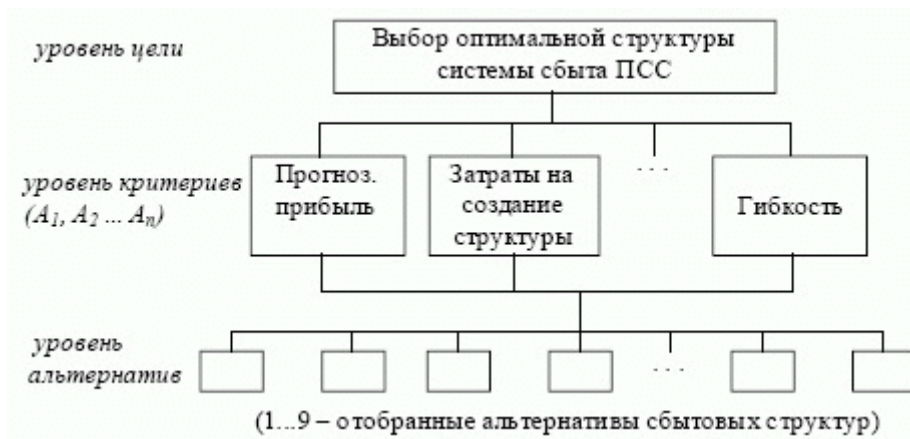 уровень цели
Выбор оптимальной структуры
системы сбыта ПСС
уровень критериев
(A₁, A₂ ... Aₙ)
Прогноз.
прибыль
Затраты на
создание
структуры
. . .
Гибкость
уровень
альтернатив
. . .
(1...9 – отобранные альтернативы сбытовых структур)